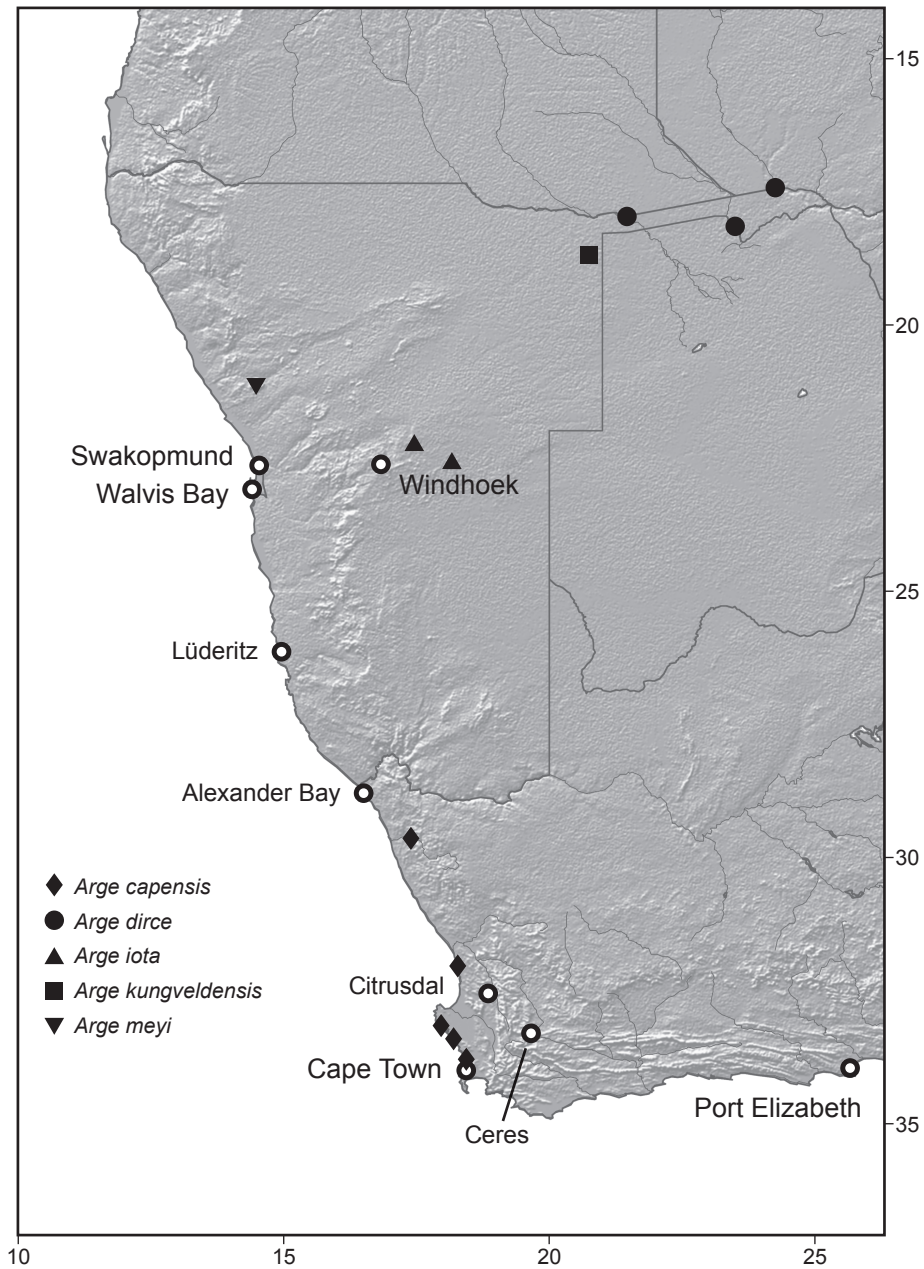 15
20
Swakopmund
Walvis Bay
Windhoek
25
Lüderitz
Alexander Bay
30
Arge capensis
Arge dirce
Arge iota
Arge kungveldensis
Arge meyi
Citrusdal
Cape Town
Port Elizabeth
Ceres
35
10
15
20
25